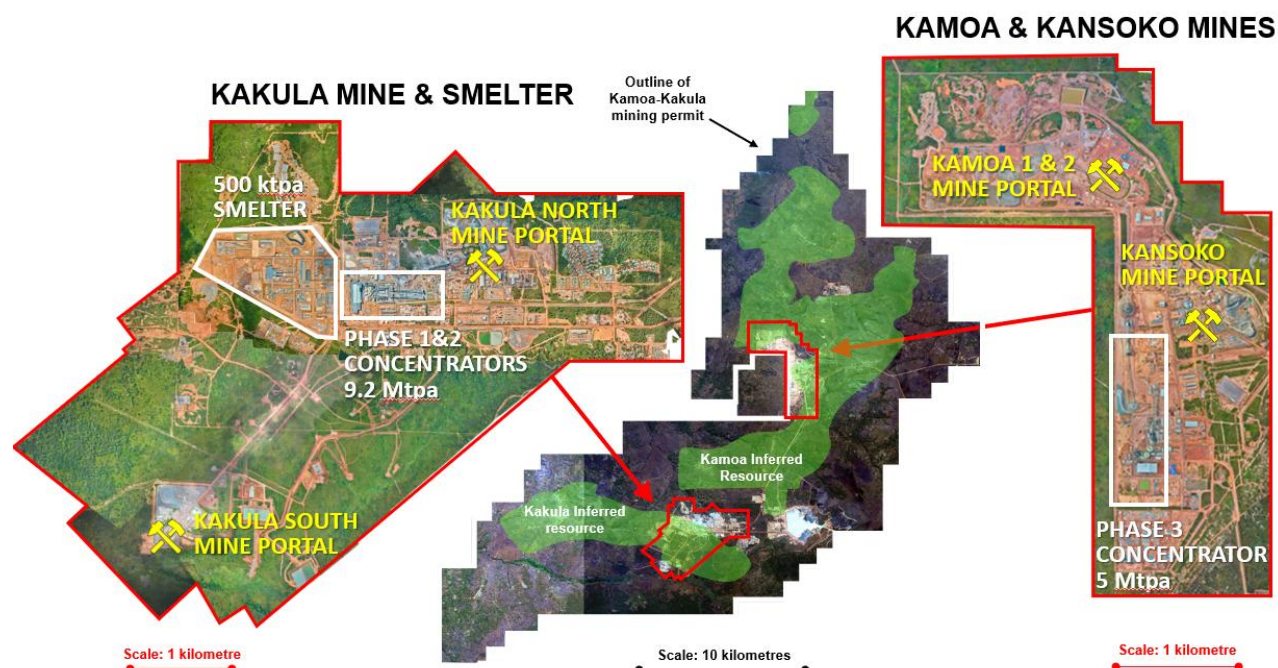 KAMOA & KANSOKO MINES
KAKULA MINE & SMELTER
Outline of
Kamoa-Kakula
mining permit
500 ktpa
SMELTER
KAKULA NORTH
MINE PORTAL
PHASE 1&2
CONCENTRATORS
9.2 Mtpa
KAKULA SOUTH
MINE PORTAL
Scale: 1 kilometre
Kamoa Inferred
Resource
Kakula Inferred
resource
Scale: 10 kilometres
KAMOA 1 & 2
MINE PORTAL
KANSOKO
MINE PORTAL
PHASE 3
CONCENTRATOR
5 Mtpa
Scale: 1 kilometre